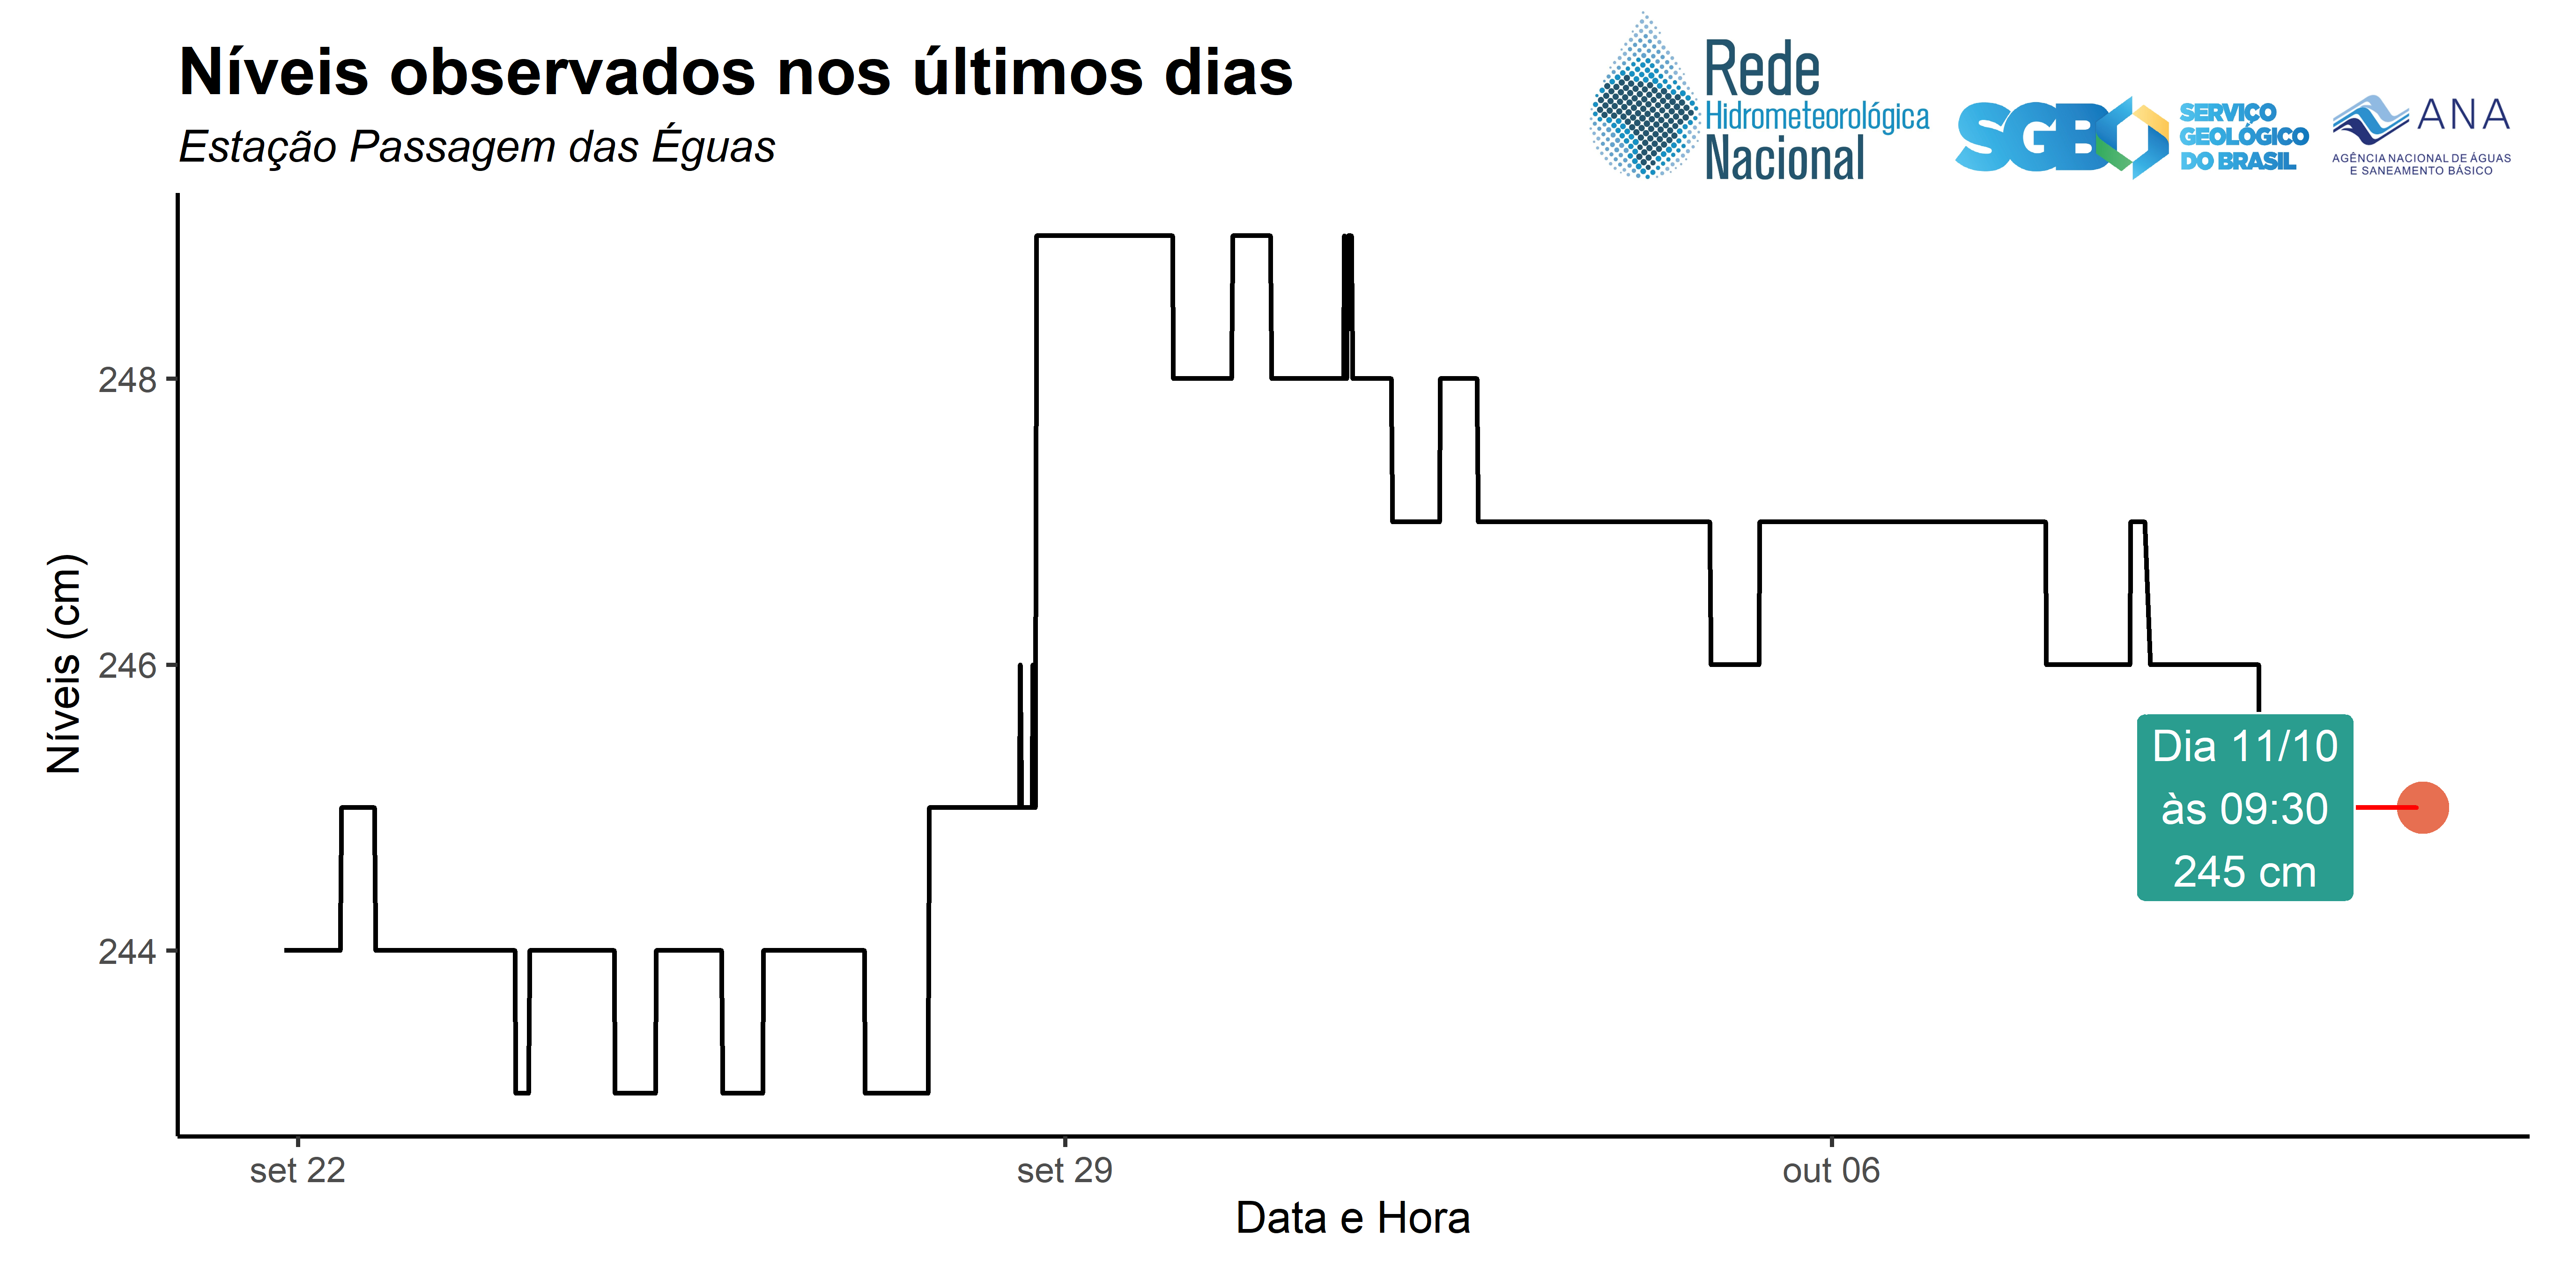 Níveis observados nos últimos dias
Estação Passagem das Éguas
Rede
Hidrometeorológica
Nacional
SGB
SERVIÇO
GEOLÓGICO
DO BRASIL
ANA
AGÊNCIA NACIONAL DE ÁGUAS
E SANEAMENTO BÁSICO
Níveis (cm)
248
246
244
Dia 11/10
às 09:30
245 cm
set 22
set 29
out 06
Data e Hora